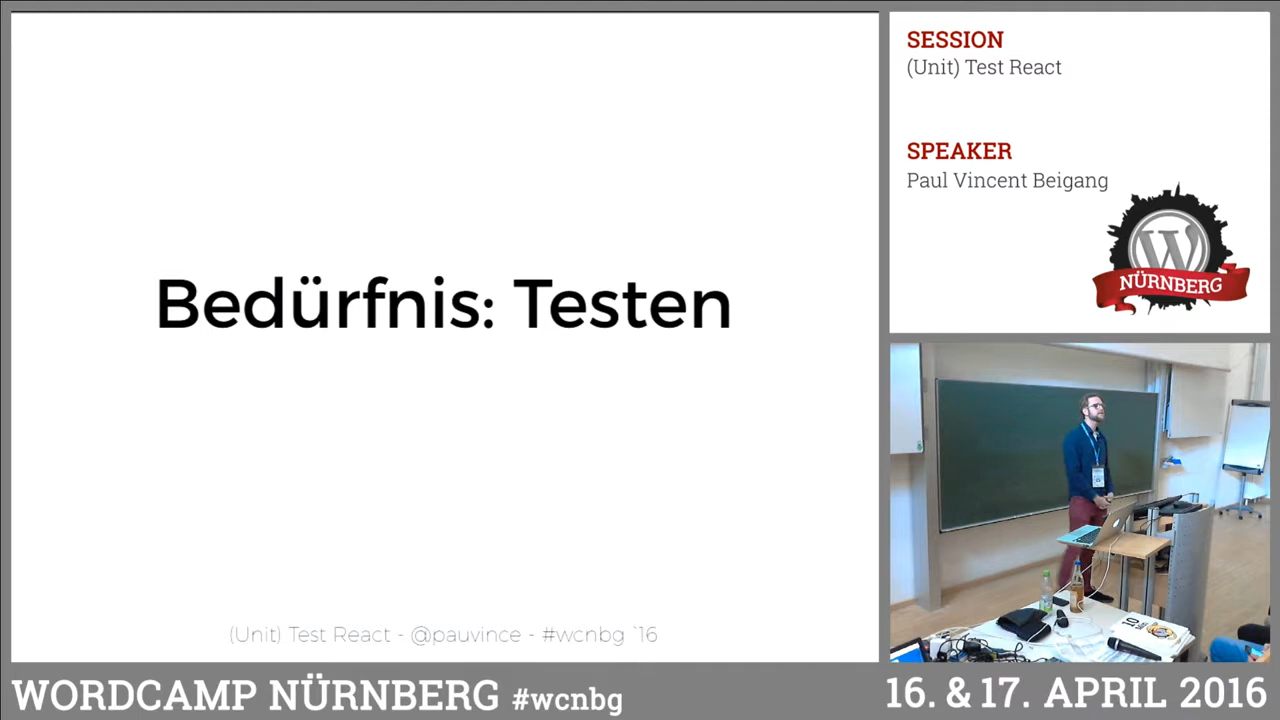 Bedürfnis: Testen
(Unit) Test React - @pauvince - #wcnbg `16
SESSION
(Unit) Test React
SPEAKER
Paul Vincent Beigang
NÜRNBERG
WORDCAMP NÜRNBERG #wcnbg
16. & 17. APRIL 2016